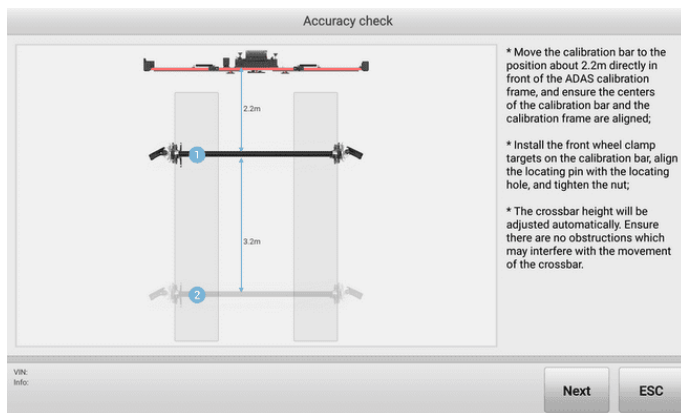 Accuracy check
2.2m
1
3.2m
2
* Move the calibration bar to the
position about 2.2m directly in
front of the ADAS calibration
frame, and ensure the centers
of the calibration bar and the
calibration frame are aligned;
* Install the front wheel clamp
targets on the calibration bar, align
the locating pin with the locating
hole, and tighten the nut;
* The crossbar height will be
adjusted automatically. Ensure
there are no obstructions which
may interfere with the movement
of the crossbar.
VIN:
Info:
Next
ESC